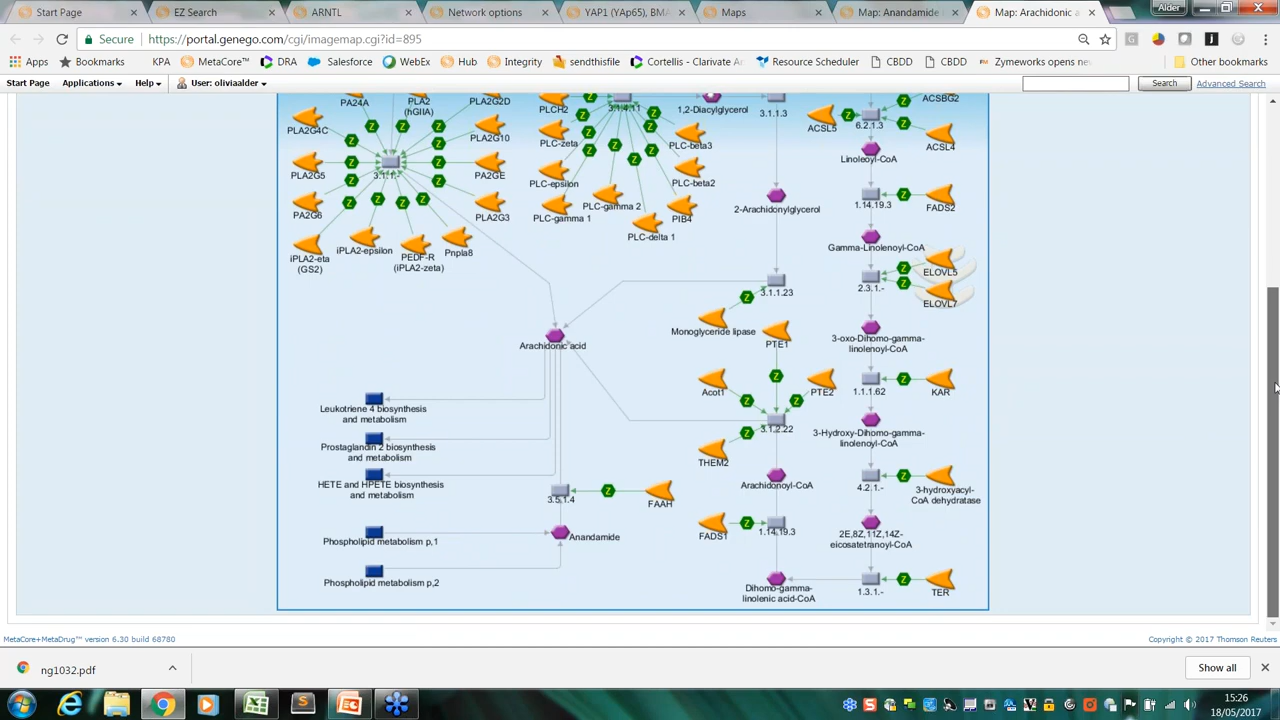 Start Page
EZ Search
ARNTL
Network options
YAP1 (YAp65), BMA
Maps
Map: Anandamide
Map: Arachidonic a
Alder
Secure
https://portal.genego.com/cgi/imagemap.cgi?id=895
Apps
Bookmarks
KPA
MetaCore™
DRA
Salesforce
WebEx
Hub
Integrity
sendthisfile
Cortellis - Clarivate A
Resource Scheduler
CBDD
CBDD
Zymeworks opens new
Other bookmarks
Start Page
Applications
Help
User: oliviaalder
Search
Advanced Search
PA24A
PLA2
(hGIIA)
PLA2G2D
PLA2G4C
PLA2G10
PLA2G5
3.1.1.-
PA2GE
PA2G6
PLA2G3
iPLA2-eta
(GS2)
iPLA2-epsilon
PEDF-R
(iPLA2-zeta)
Pnpla8
PLCH2
3.1.4.11
1,2-Diacylglycerol
3.1.1.3
PLC-zeta
PLC-beta3
PLC-epsilon
PLC-beta2
PLC-gamma 1
PLC-gamma 2
PIB4
PLC-delta 1
2-Arachidonylglycerol
3.1.1.23
Monoglyceride lipase
PTE1
Acot1
PTE2
3.1.2.22
THEM2
Arachidonoyl-CoA
FADS1
1.14.19.3
Dihomo-gamma-
linolenic acid-CoA
ACSBG2
ACSL5
6.2.1.3
ACSL4
Linoleoyl-CoA
1.14.19.3
FADS2
Gamma-Linolenoyl-CoA
ELOVL5
2.3.1.-
ELOVL7
3-oxo-Dihomo-gamma-
linolenoyl-CoA
1.1.1.62
KAR
3-Hydroxy-Dihomo-gamma-
linolenoyl-CoA
4.2.1.-
3-hydroxyacyl-
CoA dehydratase
2E,8Z,11Z,14Z-
eicosatetranoyl-CoA
1.3.1.-
TER
Arachidonic acid
Leukotriene 4 biosynthesis
and metabolism
Prostaglandin 2 biosynthesis
and metabolism
HETE and HPETE biosynthesis
and metabolism
3.5.1.4
FAAH
Phospholipid metabolism p,1
Anandamide
Phospholipid metabolism p,2
MetaCore+MetaDrug™ version 6.30 build 68780
Copyright © 2017 Thomson Reuters
ng1032.pdf
Show all
15:26
18/05/2017